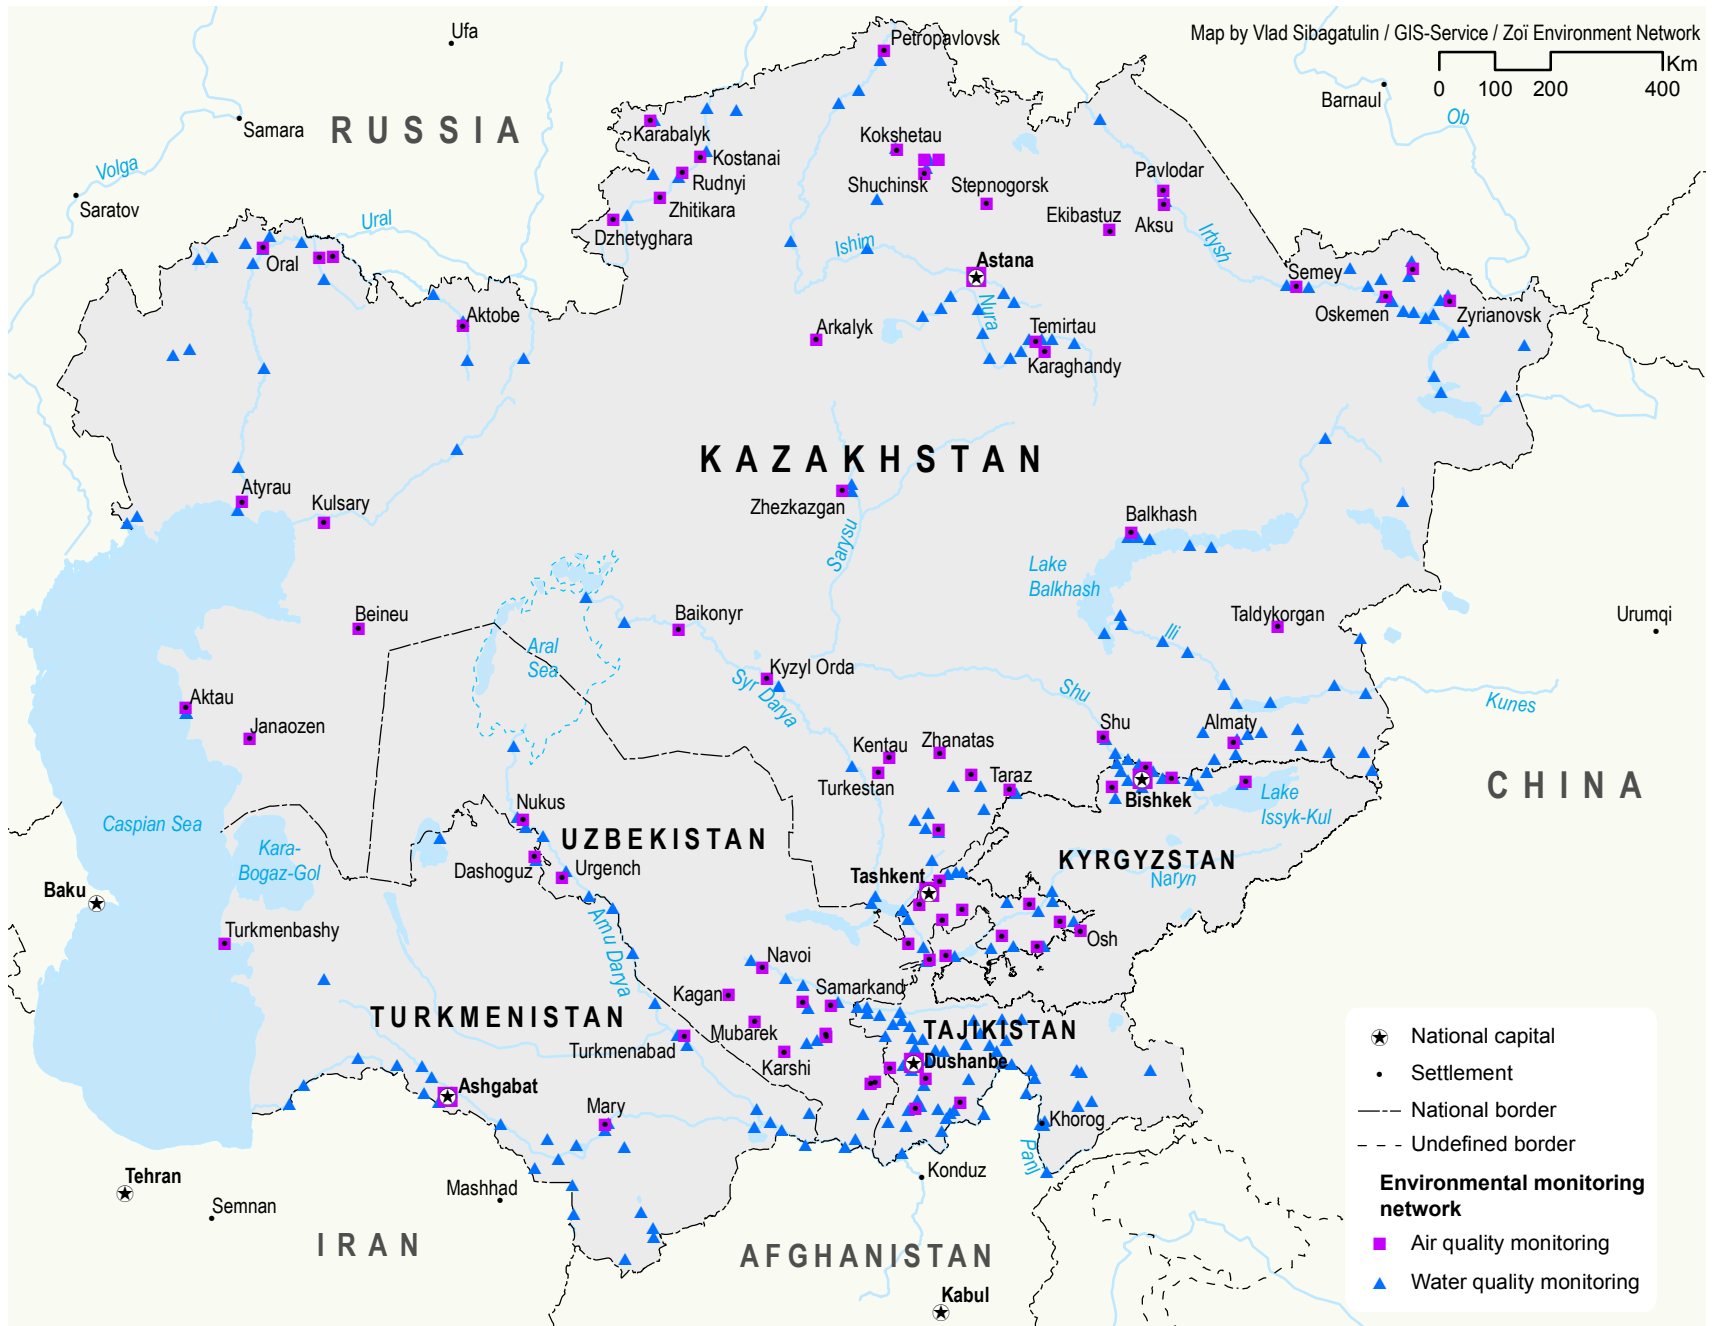 Ufa
Petropavlovsk
Map by Vlad Sibagatulin / GIS-Service / Zoï Environment Network
Km
0 100 200 400
Barnaul
Ob
Samara
RUSSIA
Karabalyk
Kokshetau
Volga
Kostanai
Rudnyi
Shuchinsk
Stepnogorsk
Pavlodar
Saratov
Zhitikara
Ekibastuz
Aksu
Ural
Dzhetyghara
Ishim
Irtysh
Oral
Astana
Semey
Nura
Aktobe
Arkalyk
Temirtau
Oskemen
Zyrianovsk
Karaghandy
KAZAKHSTAN
Atyrau
Kulsary
Zhezkazgan
Balkhash
Sarysu
Lake
Balkhash
Beineu
Baikonyr
Taldykorgan
Urumqi
Ili
Aral
Sea
Kyzyl Orda
Syr Darya
Shu
Kunes
Aktau
Janaozen
Shu
Almaty
Kentau
Zhanatas
Turkestan
Taraz
CHINA
Bishkek
Lake
Issyk-Kul
Nukus
Caspian Sea
UZBEKISTAN
Kara-
Bogaz-Gol
Dashoguz
Urgench
KYRGYZSTAN
Naryn
Baku
Tashkent
Turkmenbashy
Amu Darya
Osh
Navoi
Kagan
Samarkand
TURKMENISTAN
Mubarek
TAJIKISTAN
Turkmenabad
Karshi
Dushanbe
Ashgabat
Mary
Khorog
Panj
Tehran
Mashhad
Konduz
Semnan
IRAN
AFGHANISTAN
Kabul
National capital
Settlement
National border
Undefined border
Environmental monitoring
network
Air quality monitoring
Water quality monitoring